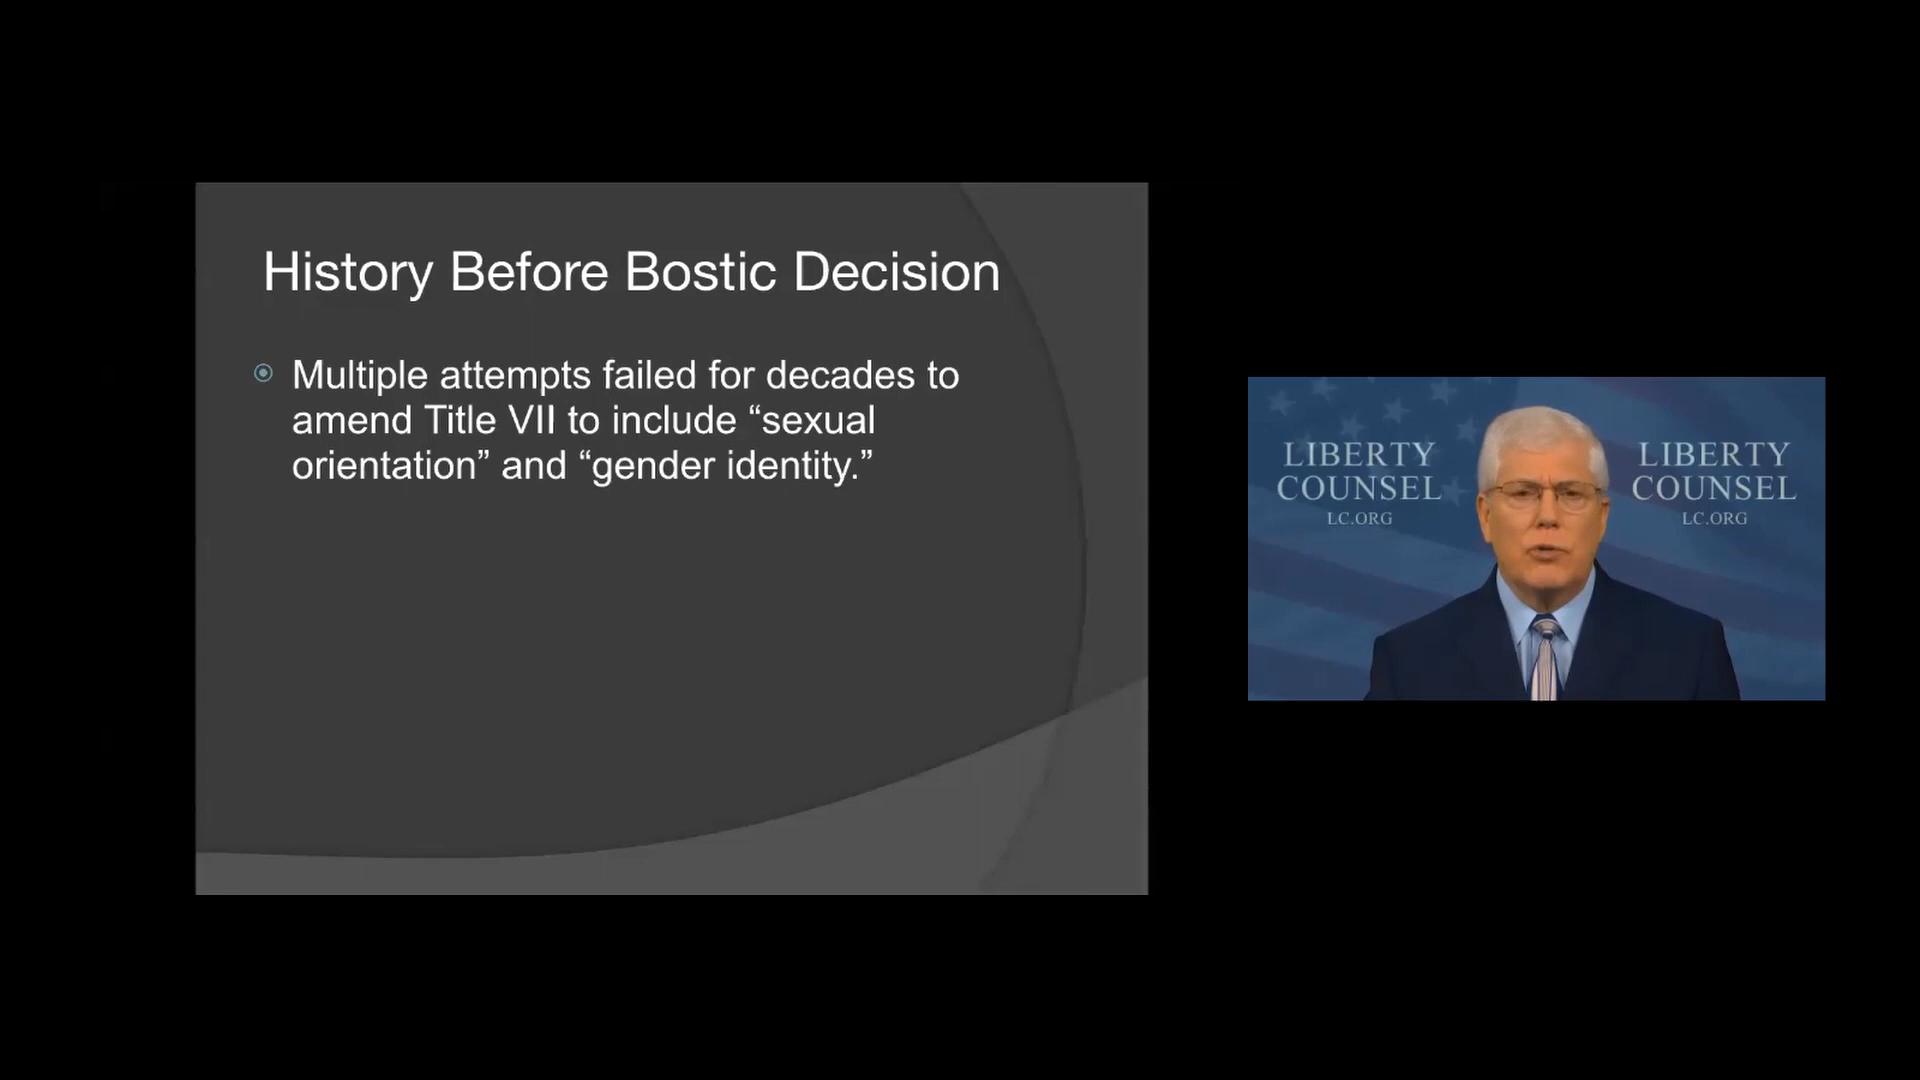 History Before Bostic Decision
Multiple attempts failed for decades to
amend Title VII to include “sexual
orientation” and “gender identity.”
LIBERTY
COUNSEL
LC.ORG
LIBERTY
COUNSEL
LC.ORG